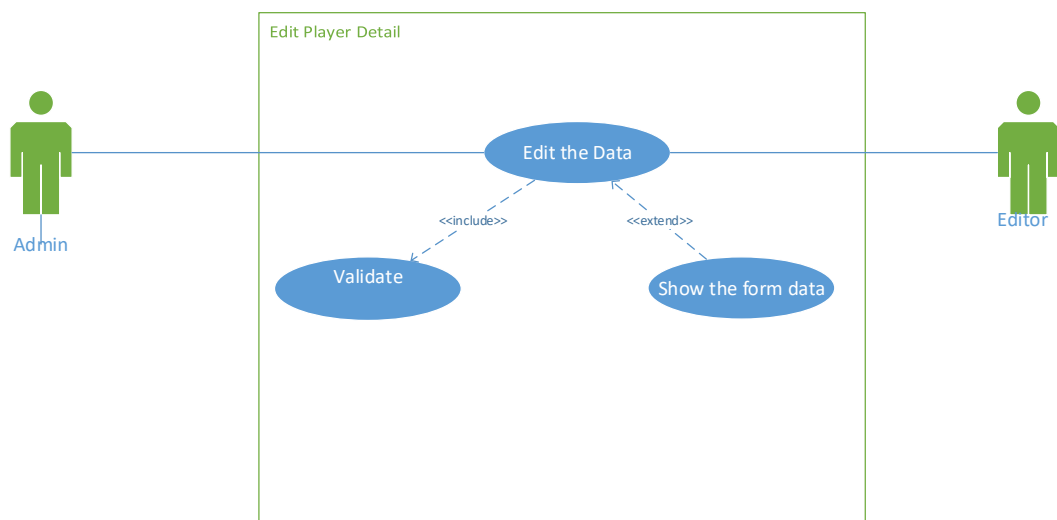 Edit Player Detail
Edit the Data
<<include>>
<<extend>>
Admin
Editor
Validate
Show the form data